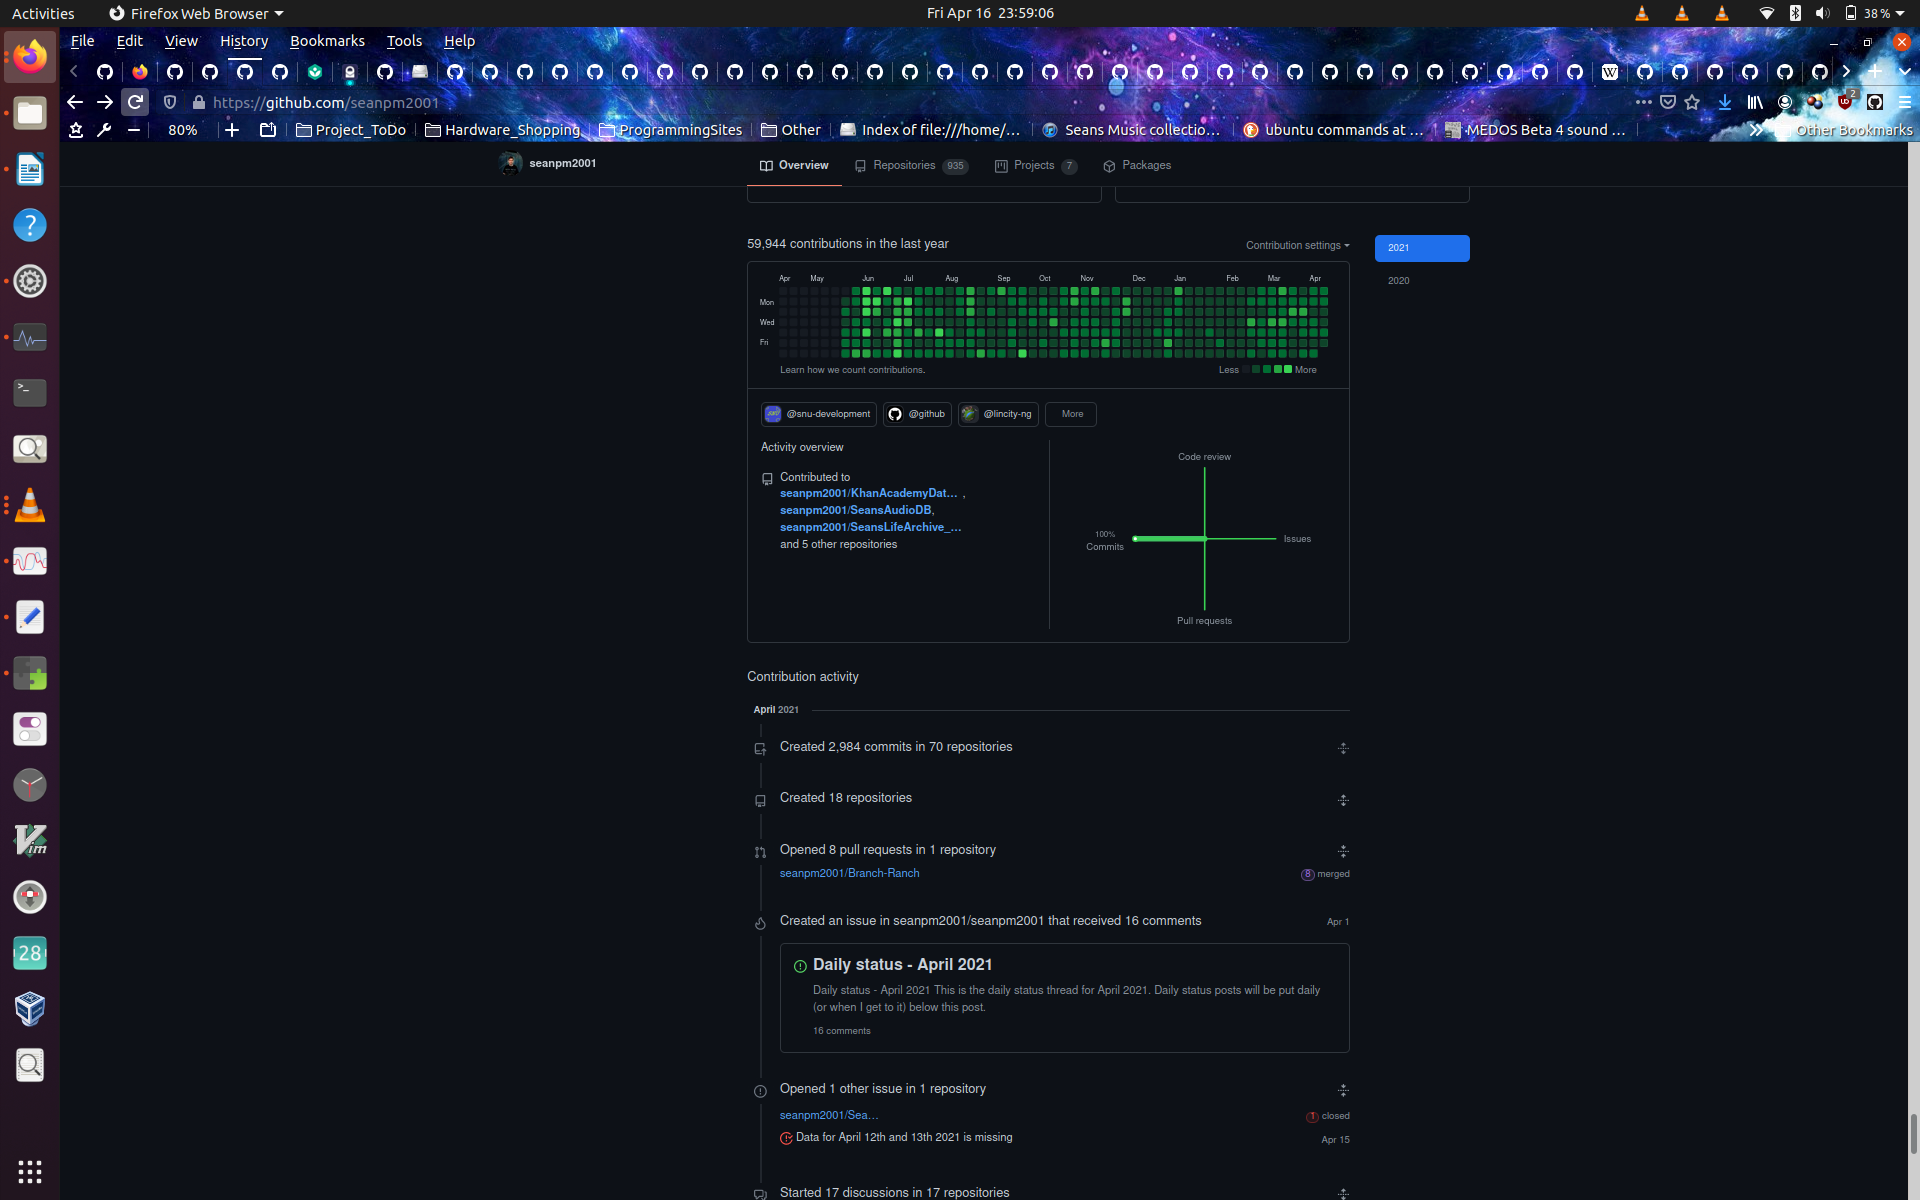 Activities Firefox Web Browser Fri Apr 16 23:59:06 38%
File Edit View History Bookmarks Tools Help
https://github.com/seanpm2001
80% Project_ToDo Hardware_Shopping ProgrammingSites Other Index of file:///home/… Seans Music collectio… ubuntu commands at … MEDOS Beta 4 sound … Other Bookmarks
seanpm2001 Overview Repositories 935 Projects 7 Packages
59,944 contributions in the last year Contribution settings 2021
2020
Apr May Jun Jul Aug Sep Oct Nov Dec Jan Feb Mar Apr
Mon
Wed
Fri
Learn how we count contributions. Less More
@snu-development @github @lincity-ng More
Activity overview
Contributed to
seanpm2001/KhanAcademyDat… ,
seanpm2001/SeansAudioDB,
seanpm2001/SeansLifeArchive_…
and 5 other repositories
Code review
100%
Commits
Issues
Pull requests
Contribution activity
April 2021
Created 2,984 commits in 70 repositories
Created 18 repositories
Opened 8 pull requests in 1 repository
seanpm2001/Branch-Ranch 8 merged
Created an issue in seanpm2001/seanpm2001 that received 16 comments Apr 1
Daily status - April 2021
Daily status - April 2021 This is the daily status thread for April 2021. Daily status posts will be put daily
(or when I get to it) below this post.
16 comments
Opened 1 other issue in 1 repository
seanpm2001/Sea… 1 closed
Data for April 12th and 13th 2021 is missing Apr 15
Started 17 discussions in 17 repositories
28